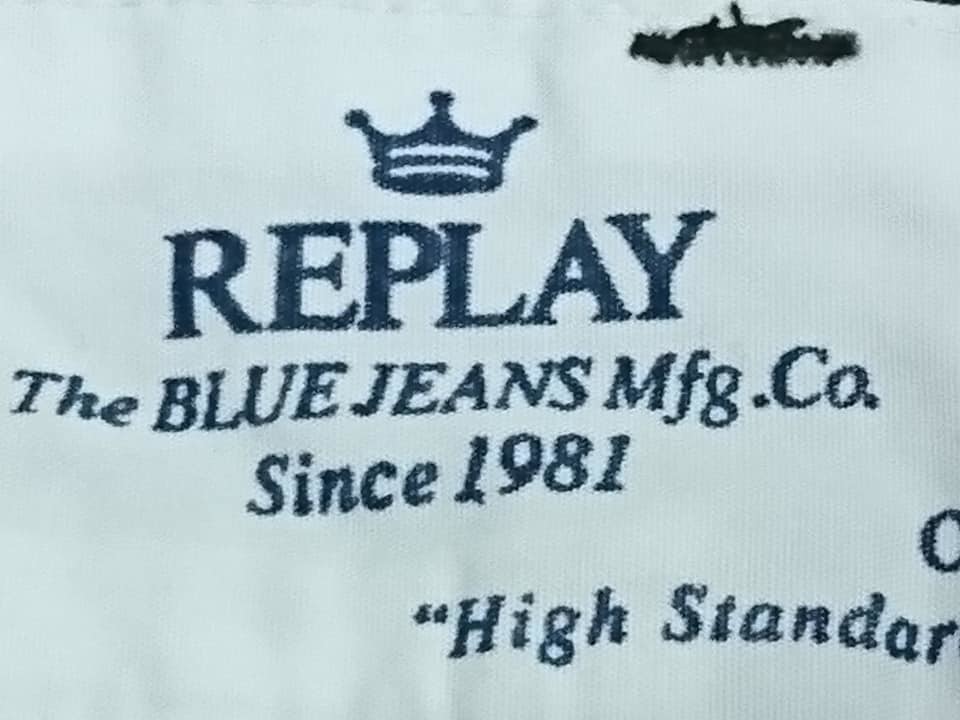 REPLAY
The BLUE JEANS Mfg.Co.
Since 1981
"High